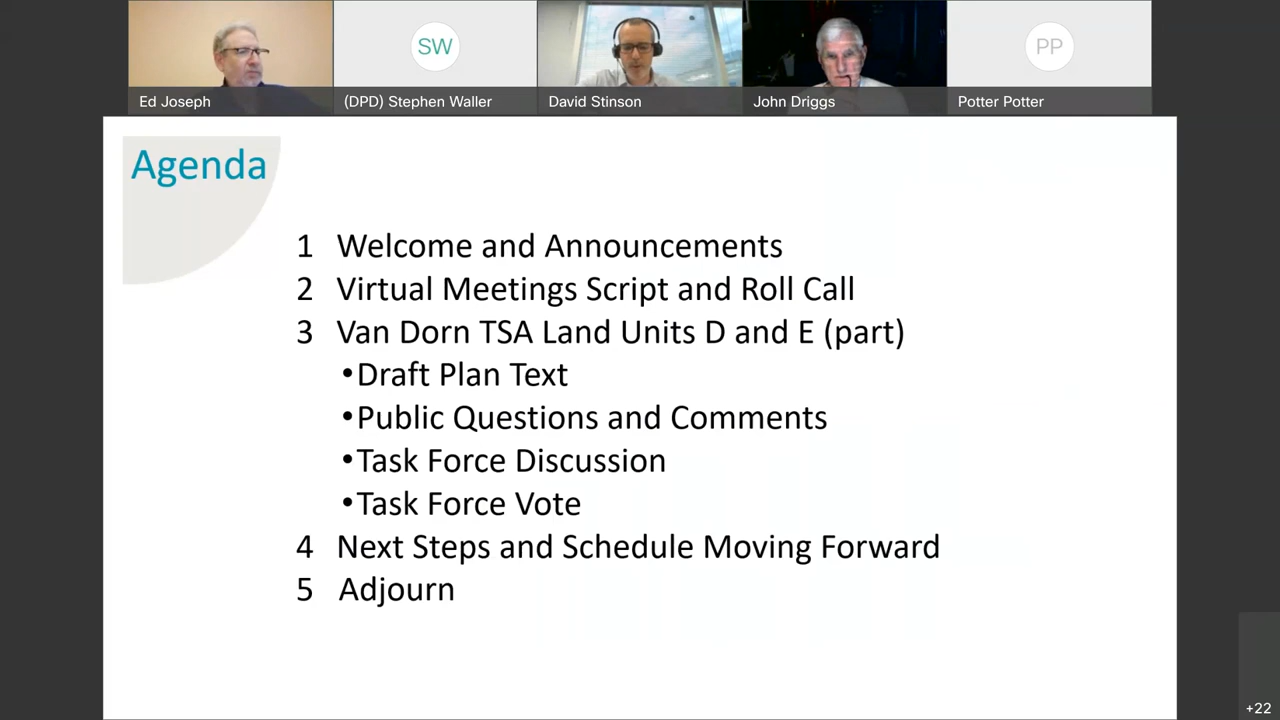 SW
PP
Ed Joseph
(DPD) Stephen Waller
David Stinson
John Driggs
Potter Potter
Agenda
1 Welcome and Announcements
2 Virtual Meetings Script and Roll Call
3 Van Dorn TSA Land Units D and E (part)
•Draft Plan Text
•Public Questions and Comments
•Task Force Discussion
•Task Force Vote
4 Next Steps and Schedule Moving Forward
5 Adjourn
+22